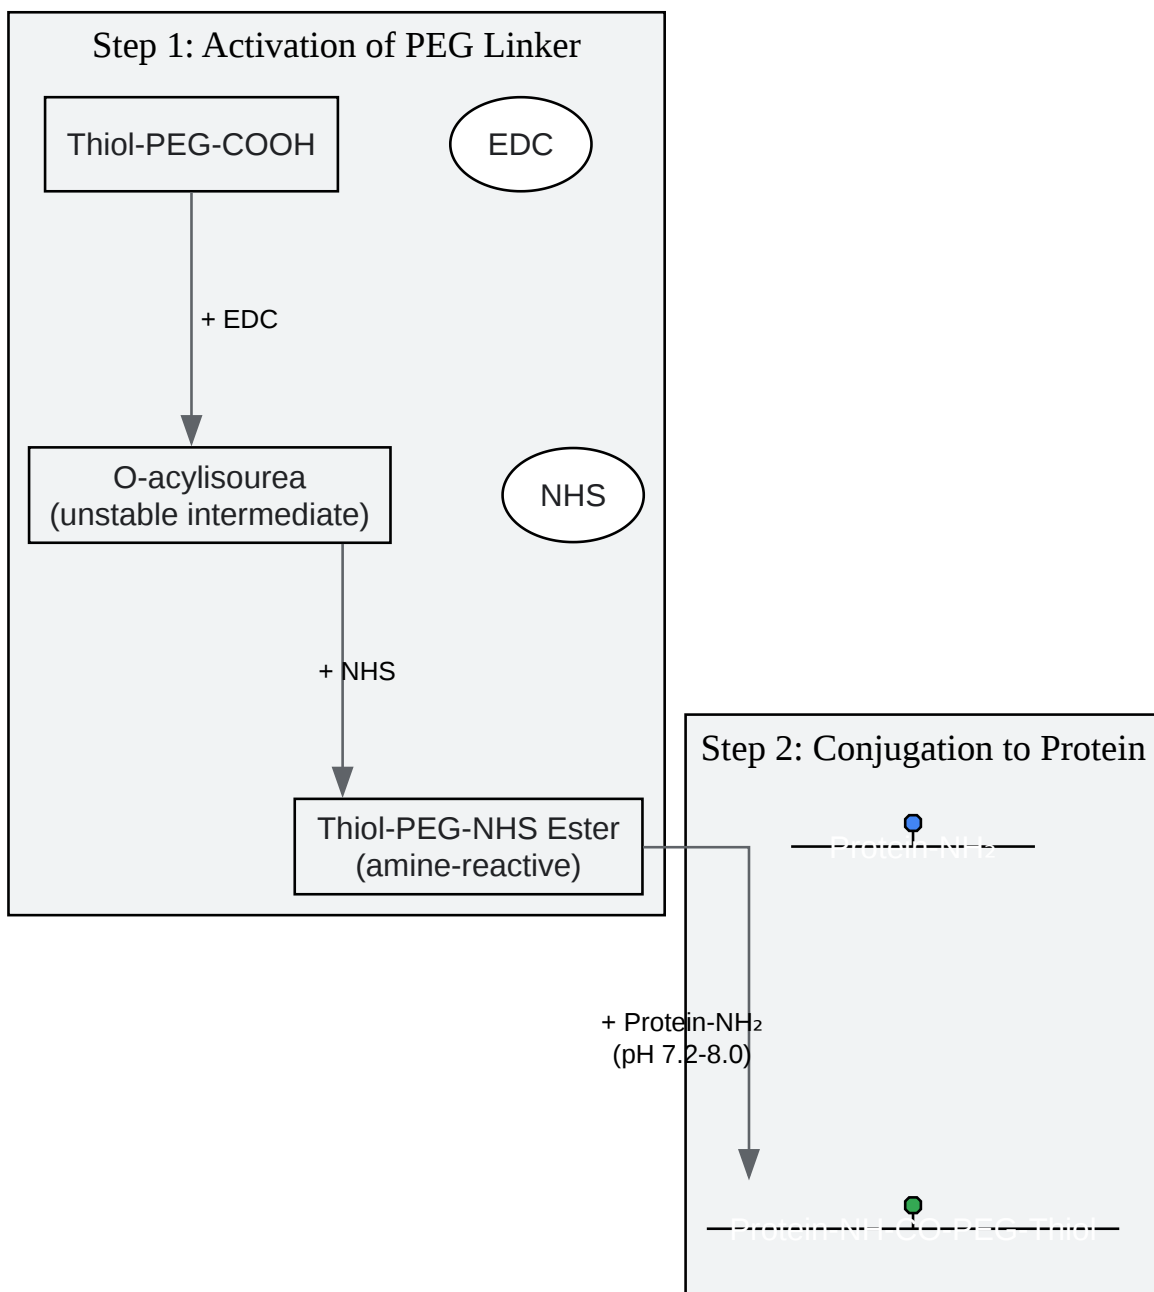 Step 1: Activation of PEG Linker
Thiol-PEG-COOH
EDC
+ EDC
O-acylisourea
(unstable intermediate)
NHS
+ NHS
Thiol-PEG-NHS Ester
(amine-reactive)
Step 2: Conjugation to Protein
Protein-NH₂
+ Protein-NH₂
(pH 7.2-8.0)
Protein-NH-CO-PEG-Thiol